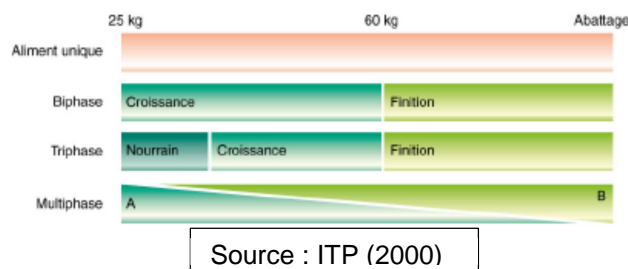 25 kg 60 kg Abattage
Aliment unique
Biphase Croissance Finition
Triphase Nourrain Croissance Finition
Multiphase A B
Source : ITP (2000)